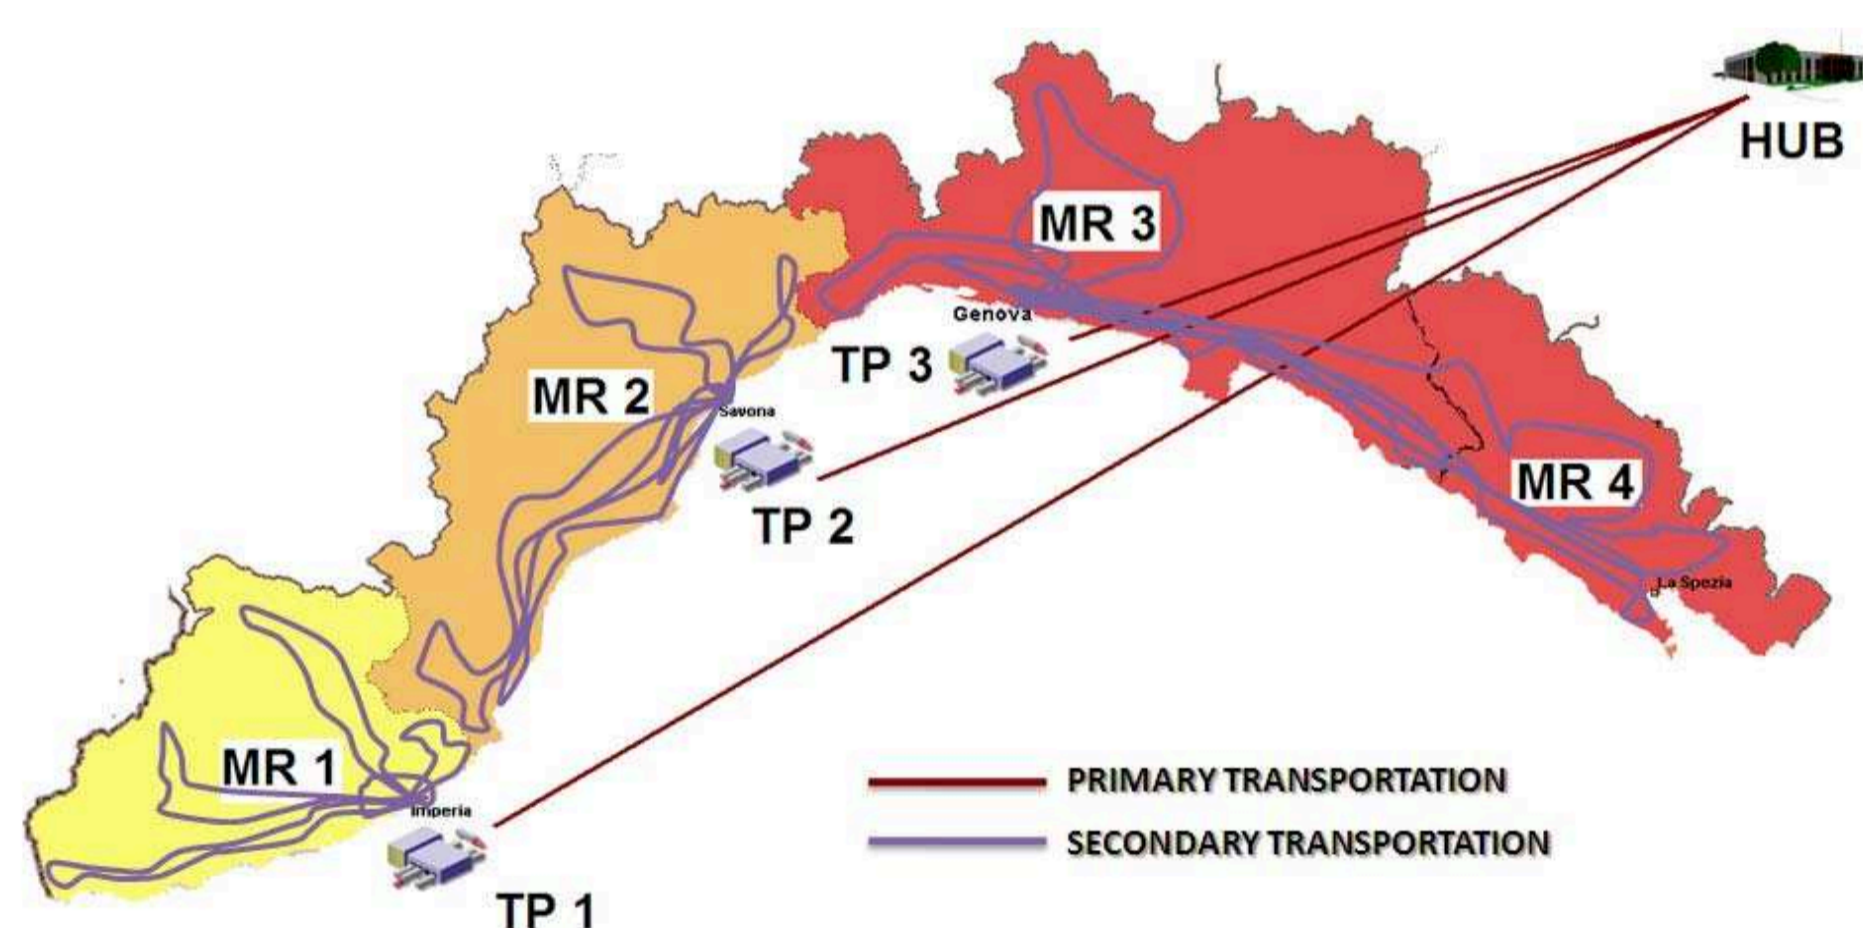 HUB
MR 3
Genova
TP 3
MR 2
Savona
TP 2
MR 4
La Spezia
MR 1
Imperia
TP 1
PRIMARY TRANSPORTATION
SECONDARY TRANSPORTATION